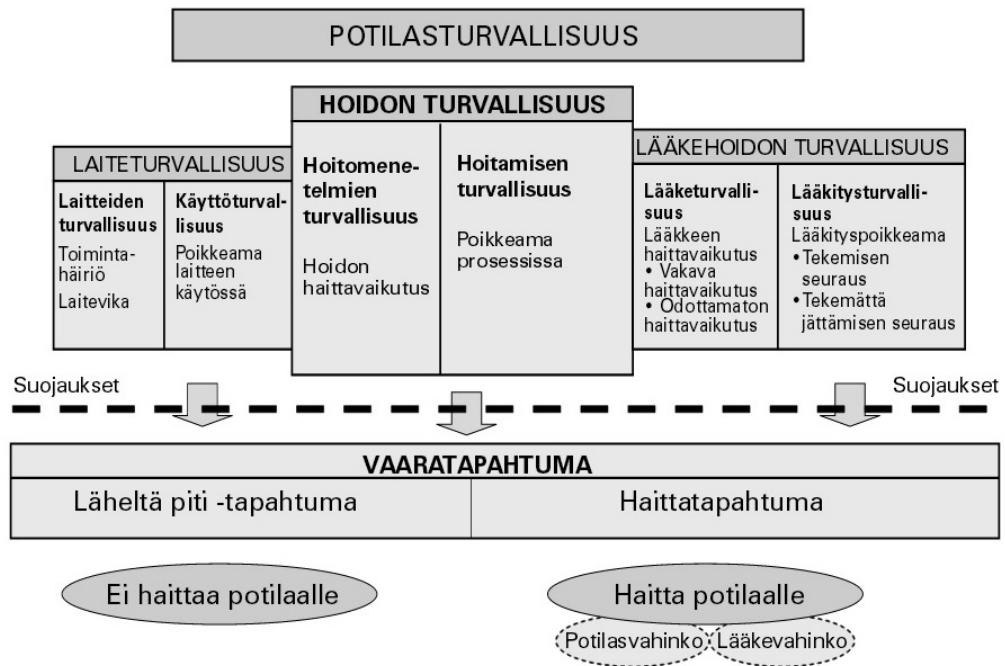 POTILASTURVALLISUUS
HOIDON TURVALLISUUS
LAITETURVALLISUUS
LÄÄKEHOIDON TURVALLISUUS
Laitteiden
turvallisuus
Toiminta-
häiriö
Laitevika
Käyttöturval-
lisuus
Poikkeama
laitteen
käytössä
Hoitomene-
telmien
turvallisuus
Hoidon
haittavaikutus
Hoitamisen
turvallisuus
Poikkeama
prosessissa
Lääketurvalli-
suus
Lääkkeen
haittavaikutus
• Vakava
haittavaikutus
• Odottamaton
haittavaikutus
Lääkitysturvalli-
suus
Lääkityspoikkeama
•Tekemisen
seuraus
•Tekemättä
jättämisen seuraus
Suojaukset
Suojaukset
VAARATAPAHTUMA
Läheltä piti -tapahtuma
Haittatapahtuma
Ei haittaa potilaalle
Haitta potilaalle
Potilasvahinko
Lääkevahinko